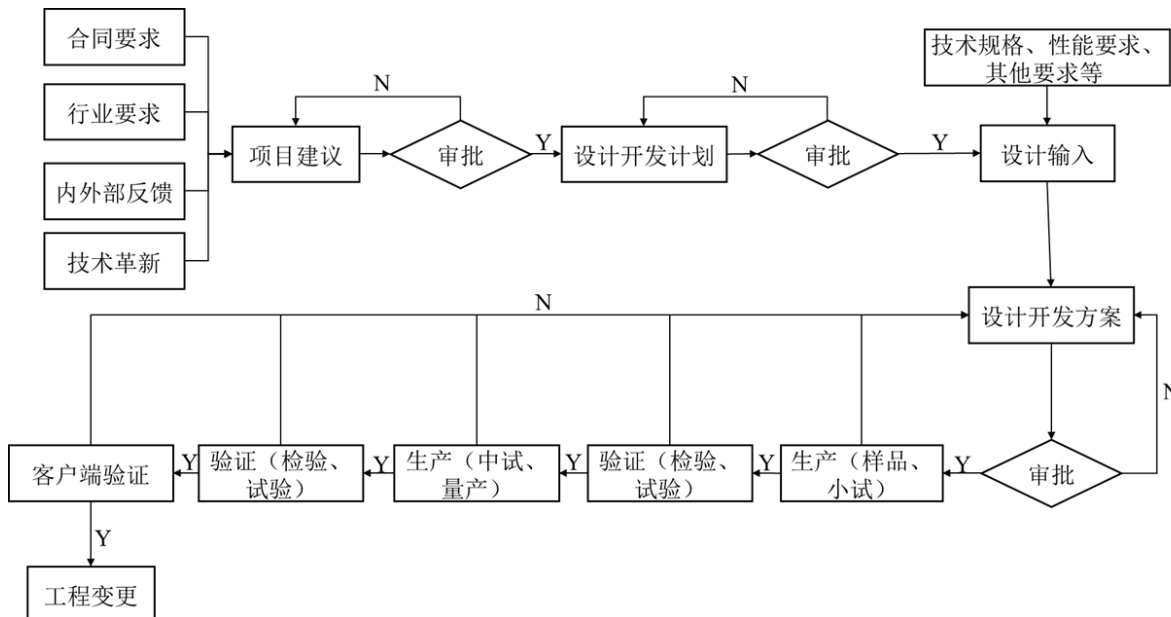 合同要求
行业要求
内外部反馈
技术革新
N
项目建议
审批
Y
N
设计开发计划
审批
Y
技术规格、性能要求、
其他要求等
设计输入
N
设计开发方案
N
客户端验证
Y
验证（检验、
试验）
Y
生产（中试、
量产）
Y
验证（检验、
试验）
Y
生产（样品、
小试）
Y
审批
Y
工程变更